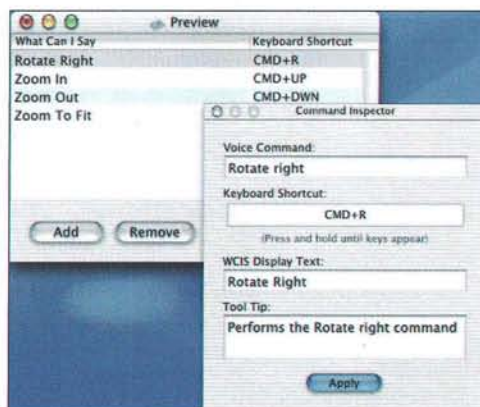 Preview
What Can I Say Keyboard Shortcut
Rotate Right CMD+R
Zoom In CMD+UP
Zoom Out CMD+DWN
Zoom To Fit
Add Remove
Command Inspector
Voice Command:
Rotate right
Keyboard Shortcut:
CMD+R
(Press and hold until keys appear)
WCIS Display Text:
Rotate Right
Tool Tip:
Performs the Rotate right command
Apply